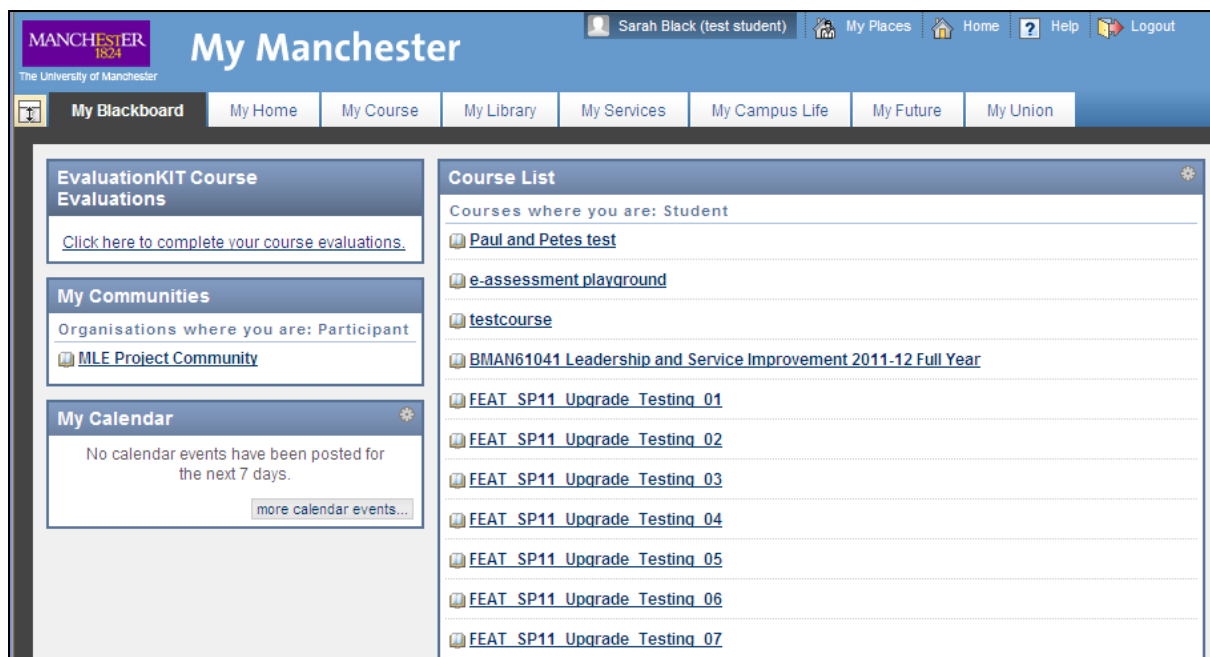 MANCHESTER
1824
The University of Manchester
My Manchester
Sarah Black (test student)
My Places
Home
? Help
Logout
My Blackboard
My Home
My Course
My Library
My Services
My Campus Life
My Future
My Union
EvaluationKIT Course
Evaluations
Click here to complete your course evaluations.
My Communities
Organisations where you are: Participant
MLE Project Community
My Calendar
No calendar events have been posted for
the next 7 days.
more calendar events...
Course List
Courses where you are: Student
Paul and Petes test
e-assessment playground
testcourse
BMAN61041 Leadership and Service Improvement 2011-12 Full Year
FEAT_SP11_Upgrade_Testing_01
FEAT_SP11_Upgrade_Testing_02
FEAT_SP11_Upgrade_Testing_03
FEAT_SP11_Upgrade_Testing_04
FEAT_SP11_Upgrade_Testing_05
FEAT_SP11_Upgrade_Testing_06
FEAT_SP11_Upgrade_Testing_07